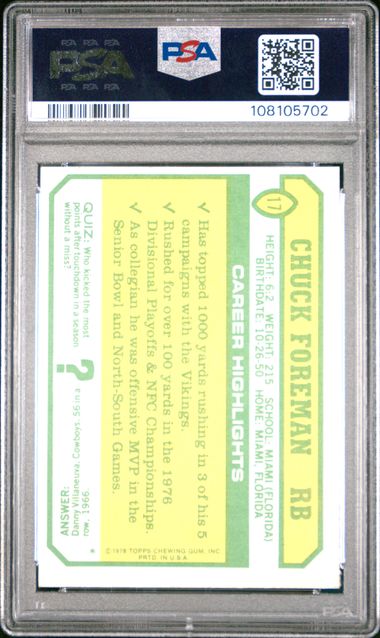 PSA
PSA
108105702
17
CHUCK FOREMAN RB
HEIGHT: 6.2 WEIGHT: 215 SCHOOL: MIAMI (FLORIDA)
BIRTHDATE: 10-26-50 HOME: MIAMI, FLORIDA
CAREER HIGHLIGHTS
✓ Has topped 1000 yards rushing in 3 of his 5
campaigns with the Vikings.
✓ Rushed for over 100 yards in the 1976
Divisional Playoffs & NFC Championships.
✓ As collegian he was offensive MVP in the
Senior Bowl and North-South Games.
© 1978 TOPPS CHEWING GUM, INC
PRTD. IN U.S.A.
QUIZ: Who kicked the most
points after touchdown in a season
without a miss?
?
ANSWER:
Danny Villanueva, Cowboys, 56 in a
row, 1966
*